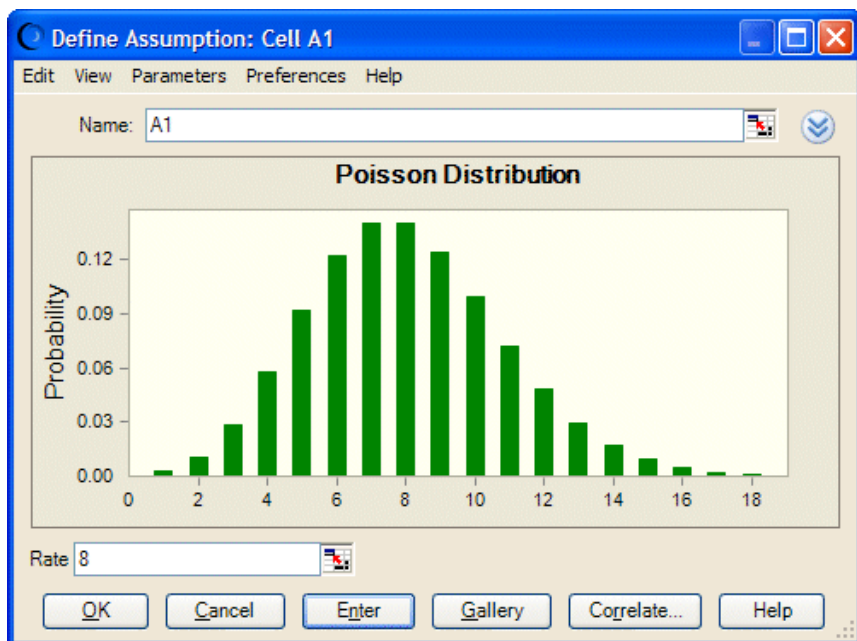 Define Assumption: Cell A1
Edit View Parameters Preferences Help
Name: A1
Poisson Distribution
Probability
0.12
0.09
0.06
0.03
0.00
0 2 4 6 8 10 12 14 16 18
Rate 8
OK Cancel Enter Gallery Correlate... Help